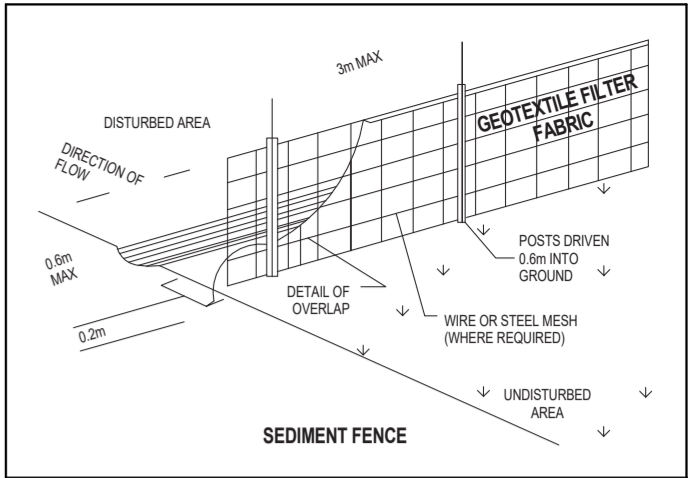 3m MAX
GEOTEXTILE FILTER
FABRIC
DISTURBED AREA
DIRECTION OF
FLOW
0.6m
MAX
0.2m
DETAIL OF
OVERLAP
POSTS DRIVEN
0.6m INTO
GROUND
WIRE OR STEEL MESH
(WHERE REQUIRED)
UNDISTURBED
AREA
SEDIMENT FENCE